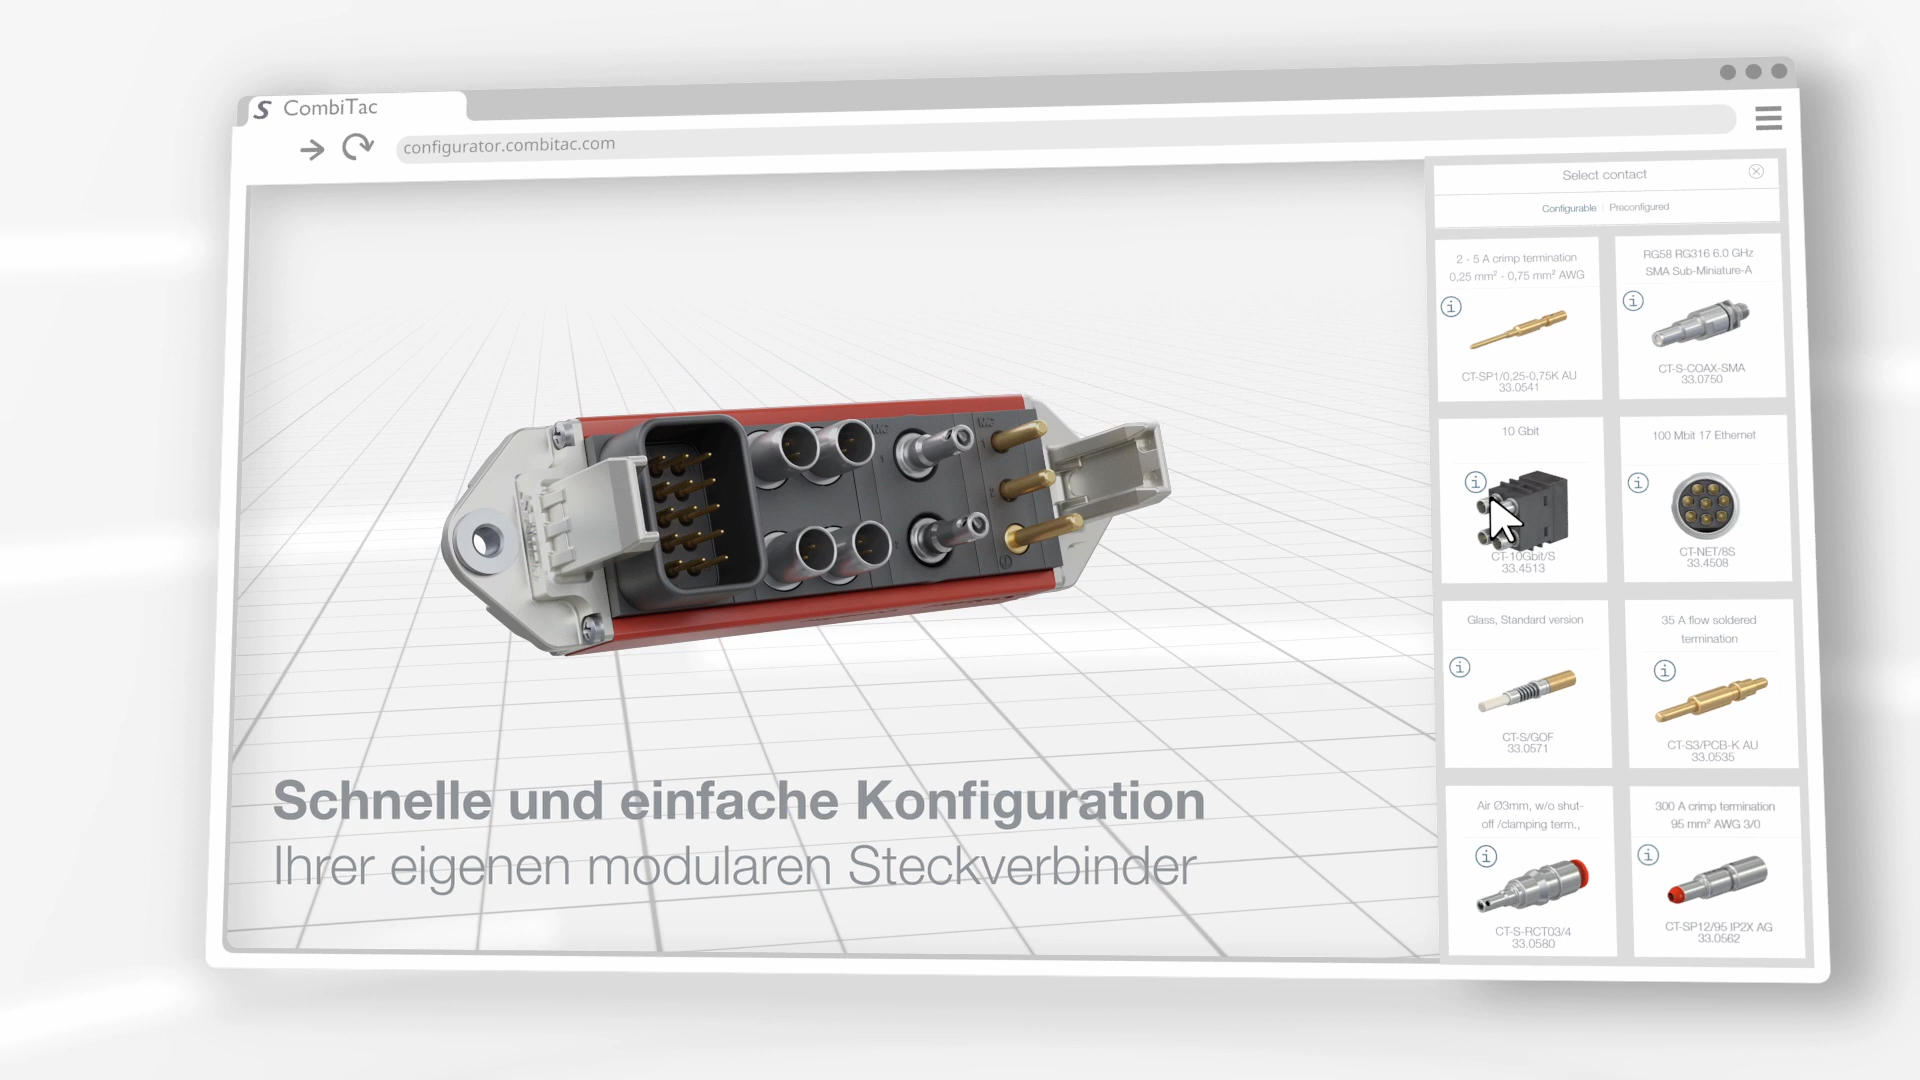 S CombiTac
configurator.combitac.com
Select contact
Configurable | Preconfigured
2 - 5 A crimp termination
0,25 mm² - 0,75 mm² AWG
CT-SP1/0,25-0,75K AU
33.0541
RG58 RG316 6.0 GHz
SMA Sub-Miniature-A
CT-S-COAX-SMA
33.0750
10 Gbit
CT-10Gbit/S
33.4513
100 Mbit 17 Ethernet
CT-NET/8S
33.4508
Glass, Standard version
CT-S/GOF
33.0571
35 A flow soldered
termination
CT-S3/PCB-K AU
33.0535
Air Ø3mm, w/o shut-
off /clamping term.,
CT-S-RCT03/4
33.0580
300 A crimp termination
95 mm² AWG 3/0
CT-SP12/95 IP2X AG
33.0562
Schnelle und einfache Konfiguration
Ihrer eigenen modularen Steckverbinder